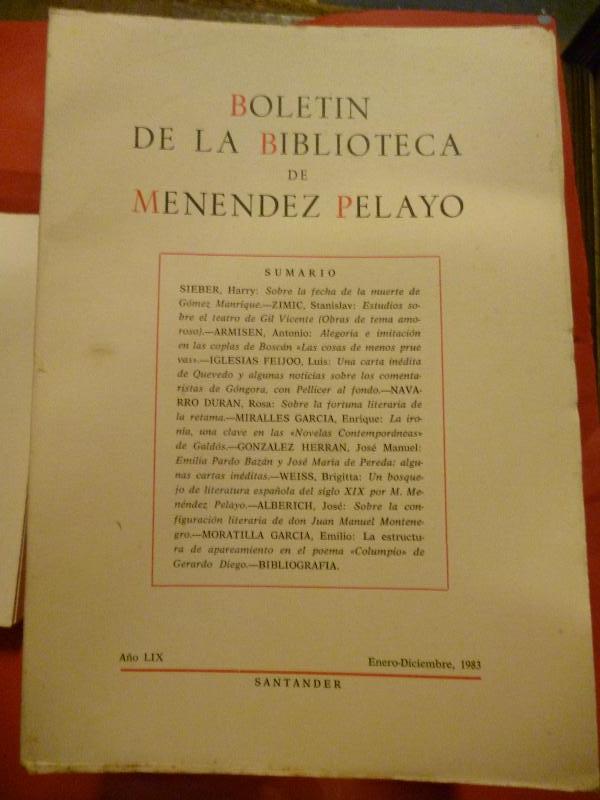 BOLETIN
DE LA BIBLIOTECA
DE
MENENDEZ PELAYO
SUMARIO
SIEBER, Harry: Sobre la fecha de la muerte de
Gómez Manrique.—ZIMIC, Stanislav: Estudios so-
bre el teatro de Gil Vicente (Obras de tema amo-
roso).—ARMISEN, Antonio: Alegoría e imitación
en las coplas de Boscán «Las cosas de menos prue
vas».—IGLESIAS FEIJOO, Luis: Una carta inédita
de Quevedo y algunas noticias sobre los comenta-
ristas de Góngora, con Pellicer al fondo.—NAVA-
RRO DURAN, Rosa: Sobre la fortuna literaria de
la retama.—MIRALLES GARCIA, Enrique: La iro-
nía, una clave en las «Novelas Contemporáneas»
de Galdós.—GONZALEZ HERRAN, José Manuel:
Emilia Pardo Bazán y José María de Pereda: algu-
nas cartas inéditas.—WEISS, Brigitta: Un bosque-
jo de literatura española del siglo XIX por M. Me-
néndez Pelayo.—ALBERICH, José: Sobre la con-
figuración literaria de don Juan Manuel Montene-
gro.—MORATILLA GARCIA, Emilio: La estructu-
ra de apareamiento en el poema «Columpio» de
Gerardo Diego.—BIBLIOGRAFIA.
Año LIX
Enero-Diciembre, 1983
SANTANDER